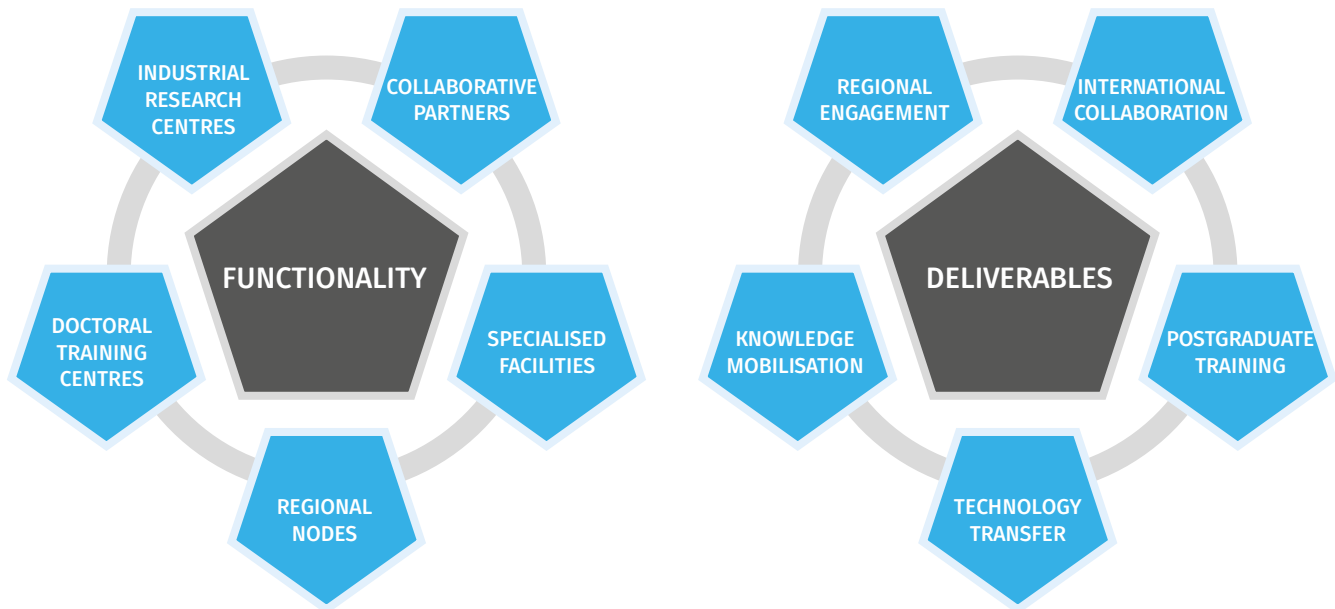 INDUSTRIAL
RESEARCH
CENTRES
COLLABORATIVE
PARTNERS
FUNCTIONALITY
DOCTORAL
TRAINING
CENTRES
SPECIALISED
FACILITIES
REGIONAL
NODES
REGIONAL
ENGAGEMENT
INTERNATIONAL
COLLABORATION
DELIVERABLES
KNOWLEDGE
MOBILISATION
POSTGRADUATE
TRAINING
TECHNOLOGY
TRANSFER